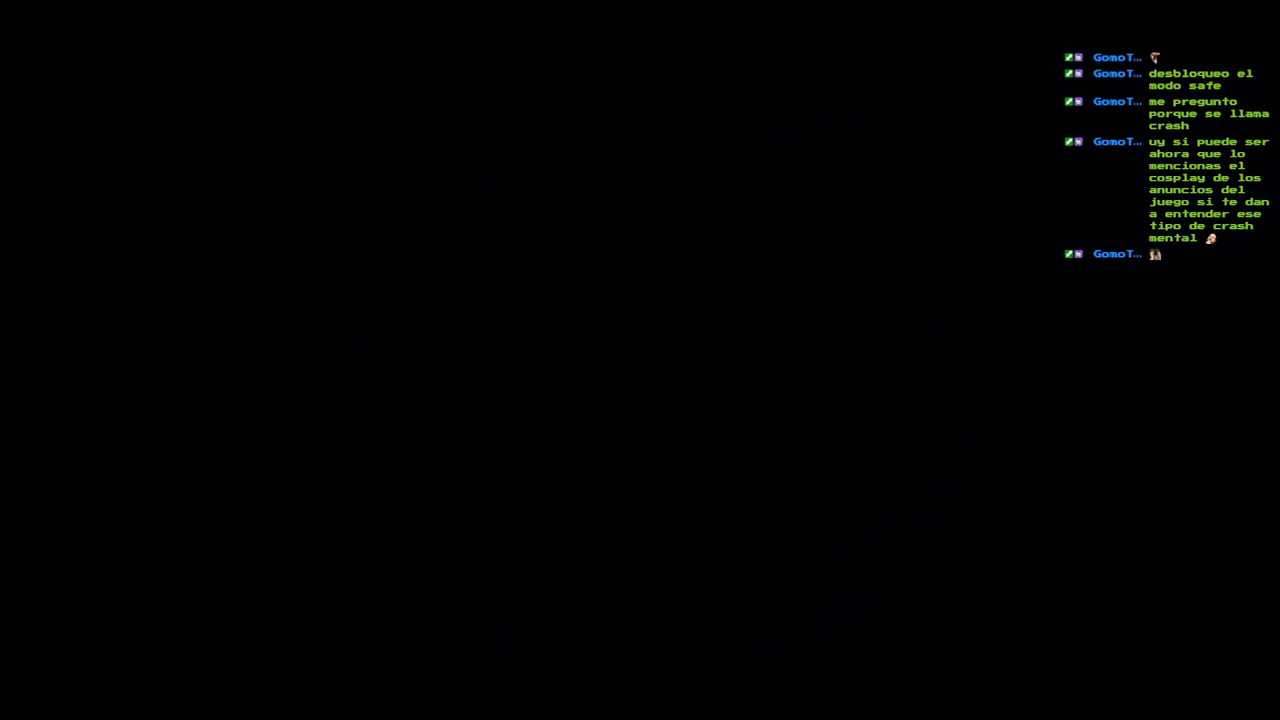 GomoT…
GomoT… desbloqueo el
modo safe
GomoT… me pregunto
porque se llama
crash
GomoT… uy si puede ser
ahora que lo
mencionas el
cosplay de los
anuncios del
juego si te dan
a entender ese
tipo de crash
mental
GomoT…